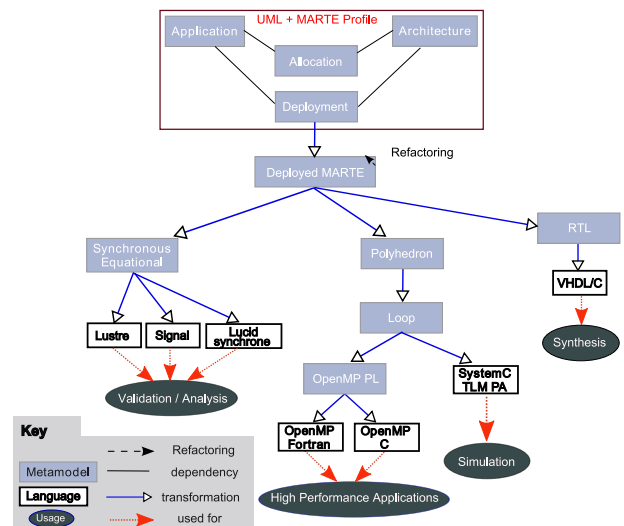 UML + MARTE Profile
Application
Architecture
Allocation
Deployment
Refactoring
Deployed MARTE
Synchronous
Equational
Polyhedron
RTL
VHDL/C
Lustre
Signal
Lucid
synchrone
Loop
Synthesis
OpenMP PL
SystemC
TLM PA
Validation / Analysis
OpenMP
Fortran
OpenMP
C
Simulation
High Performance Applications
Key
Refactoring
Metamodel
dependency
Language
transformation
Usage
used for